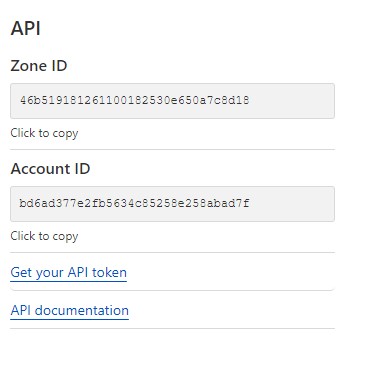 API
Zone ID
46b519181261100182530e650a7c8d18
Click to copy
Account ID
bd6ad377e2fb5634c85258e258abad7f
Click to copy
Get your API token
API documentation